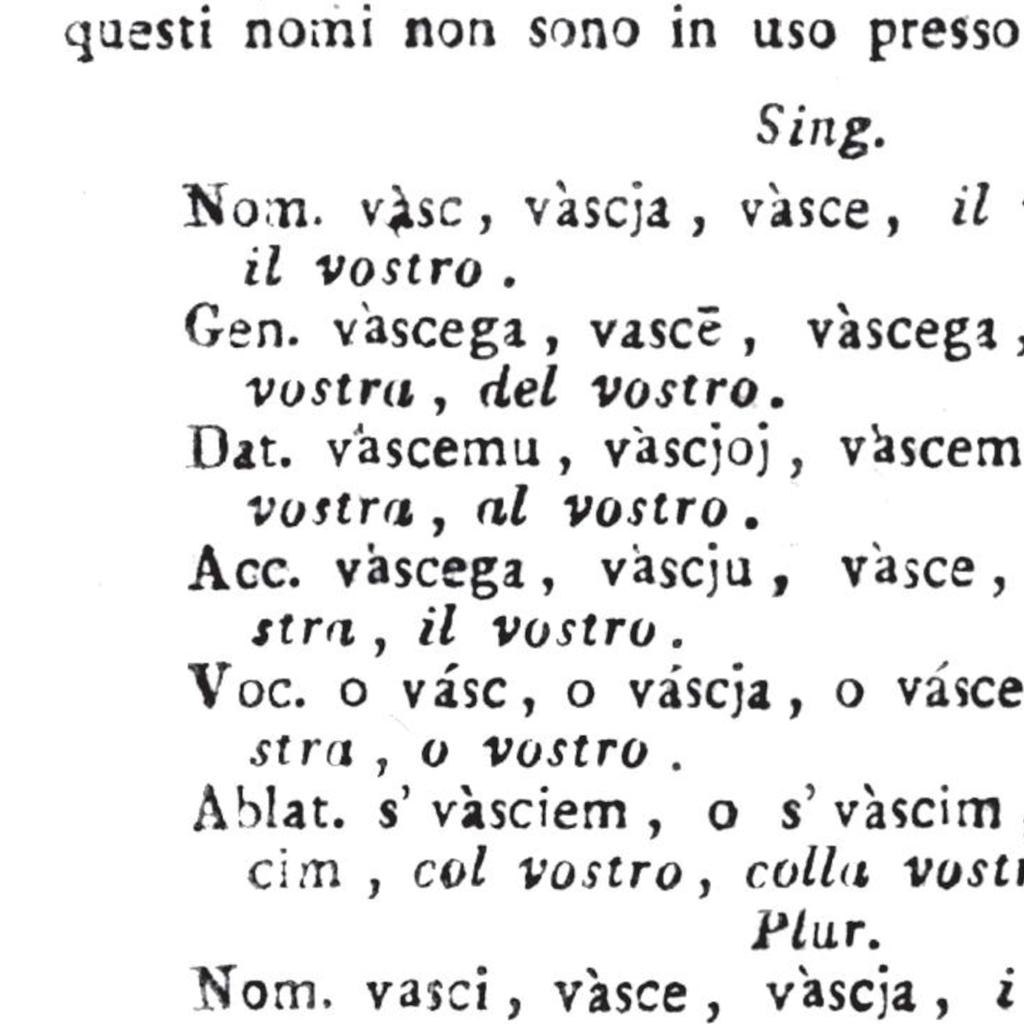 questi nomi non sono in uso presso
Sing.
Nom. vàsc, vàscja, vàsce, il
il vostro.
Gen. vàscega, vascē, vàscega,
vostra, del vostro.
Dat. vàscemu, vàscjoj, vàscem
vostra, al vostro.
Acc. vàscega, vàscju, vàsce,
stra, il vostro.
Voc. o vásc, o váscja, o vásce
stra, o vostro.
Ablat. s' vàsciem, o s' vàscim
cim, col vostro, colla vostr
Plur.
Nom. vasci, vàsce, vàscja, i